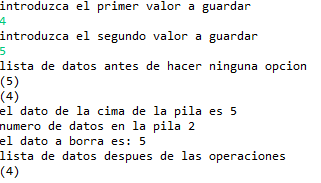 introduzca el primer valor a guardar
4
introduzca el segundo valor a guardar
5
lista de datos antes de hacer ninguna opcion
(5)
(4)
el dato de la cima de la pila es 5
numero de datos en la pila 2
el dato a borra es: 5
lista de datos despues de las operaciones
(4)